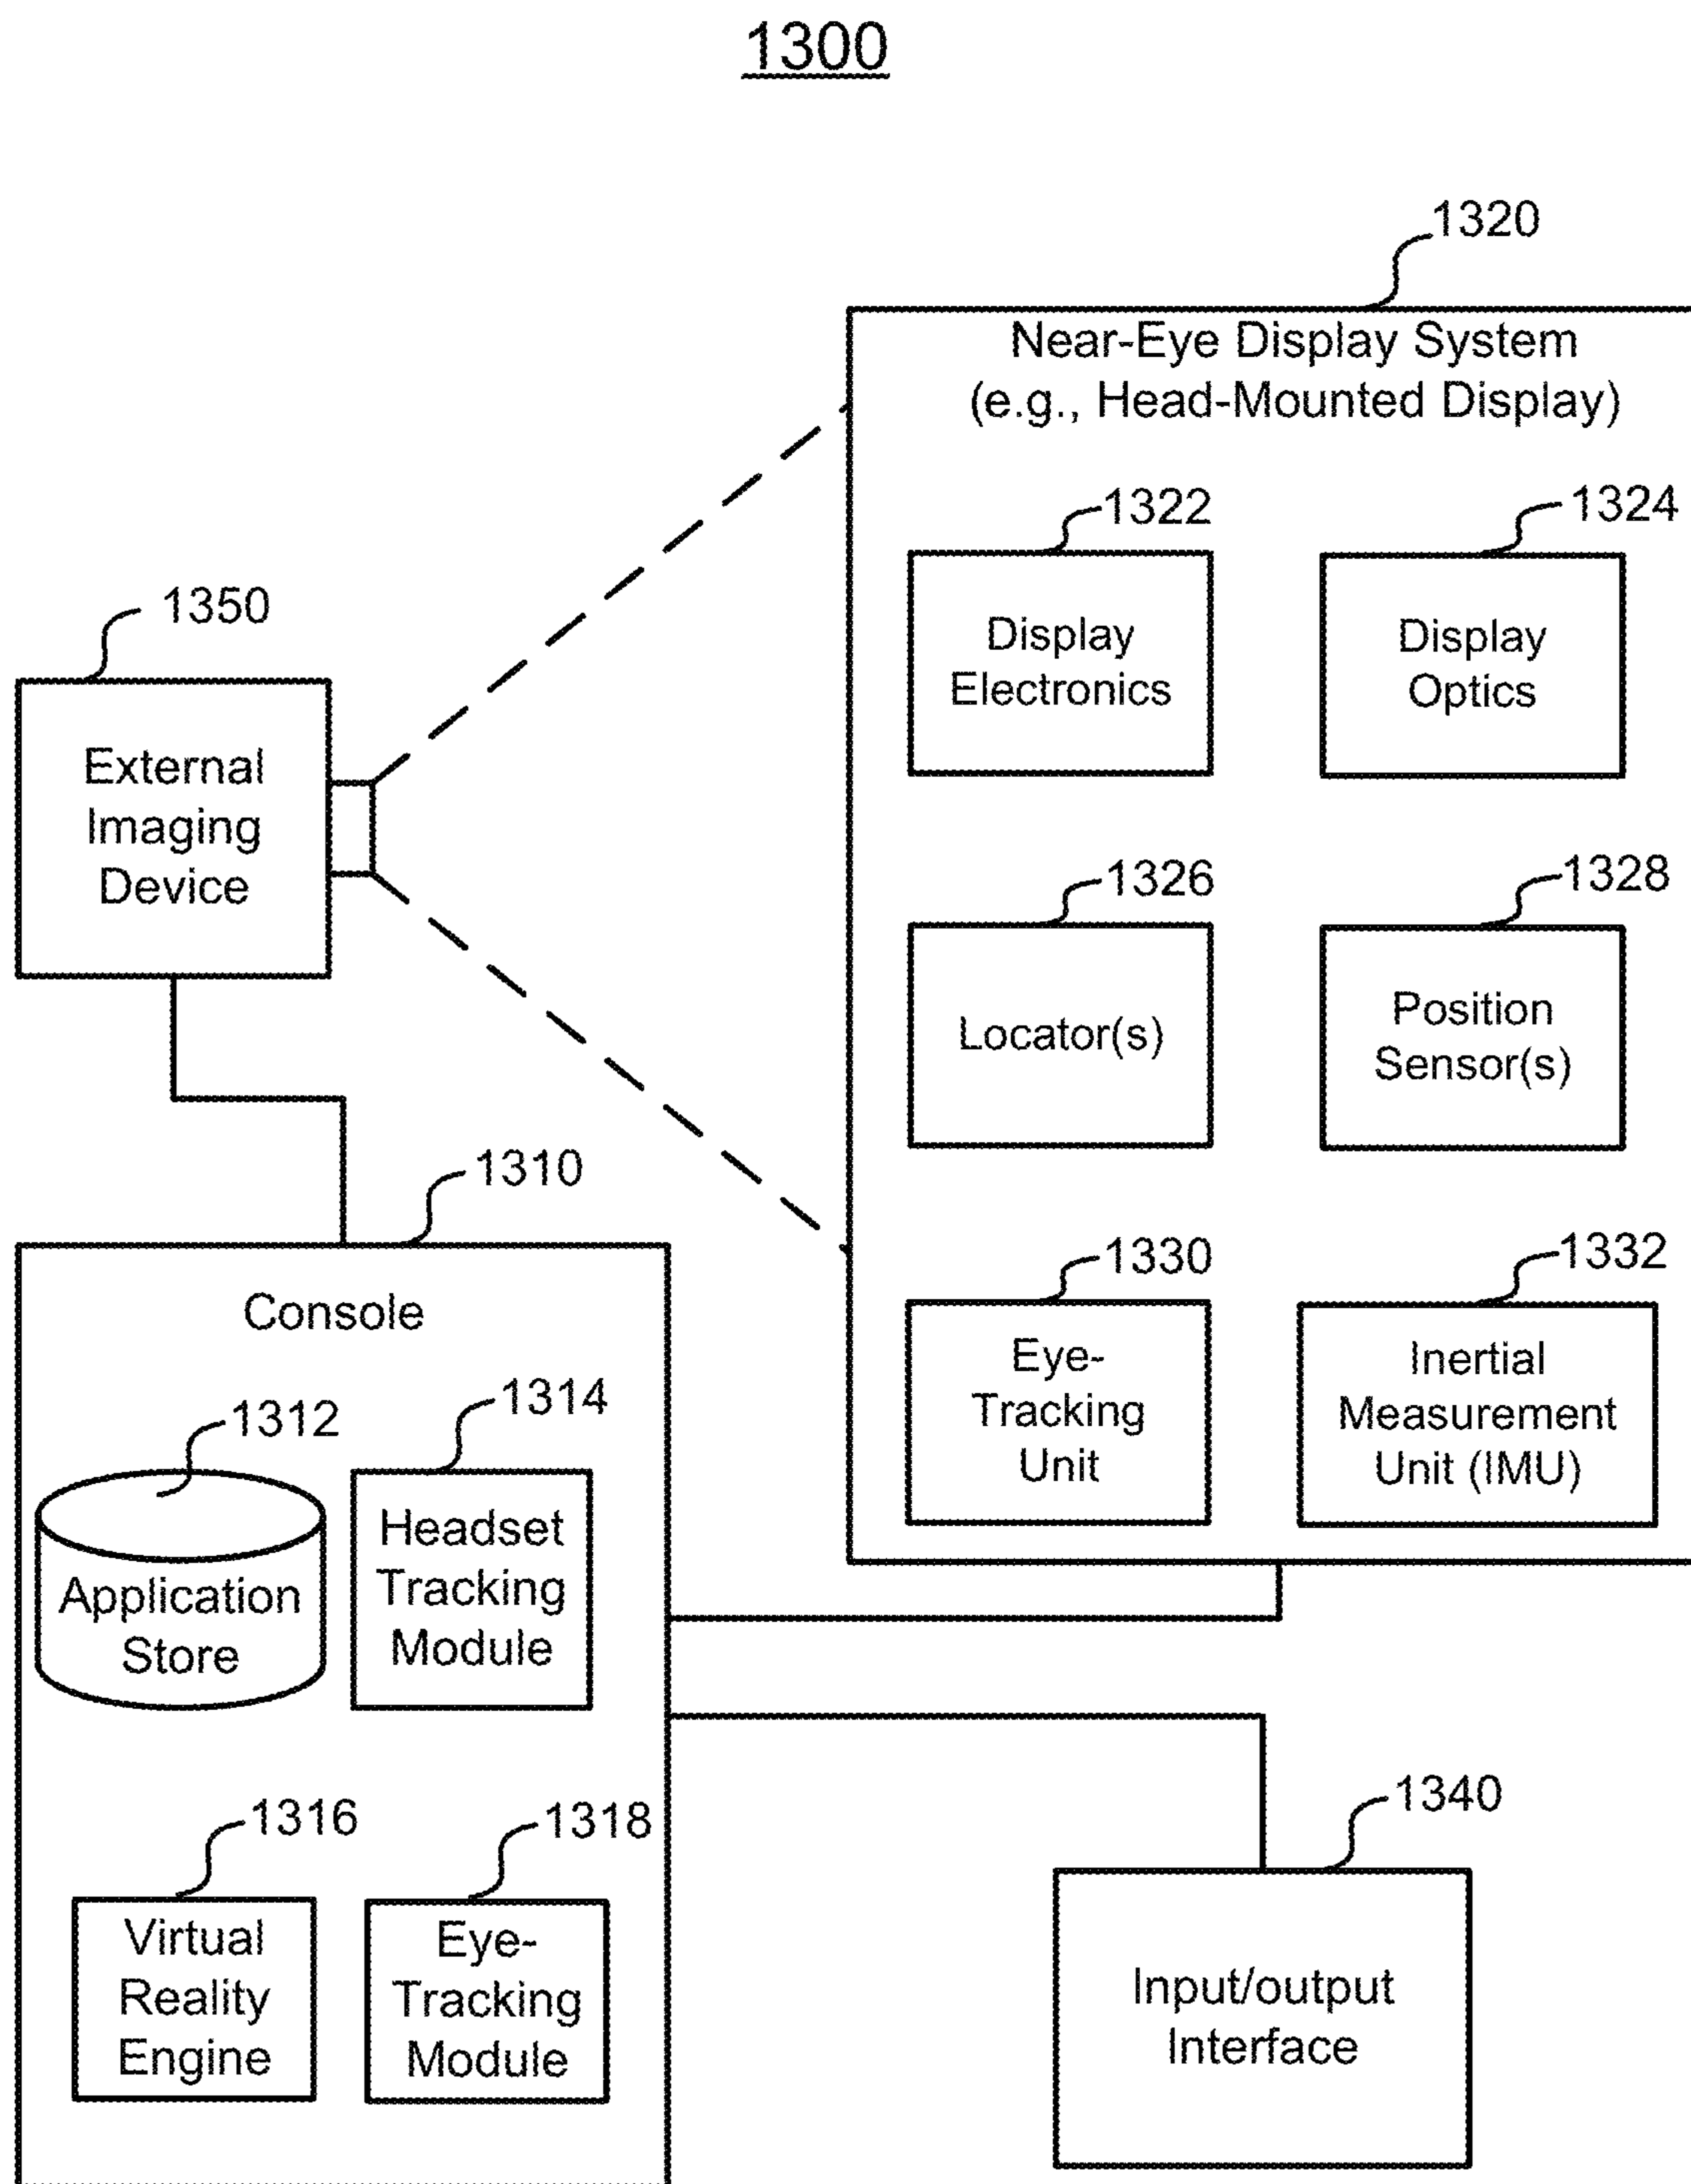 1300
1320
Near-Eye Display System
(e.g., Head-Mounted Display)
1322
Display
Electronics
1324
Display
Optics
1350
External
Imaging
Device
1326
Locator(s)
1328
Position
Sensor(s)
1330
Eye-
Tracking
Unit
1332
Inertial
Measurement
Unit (IMU)
1310
Console
1312
Application
Store
1314
Headset
Tracking
Module
1316
Virtual
Reality
Engine
1318
Eye-
Tracking
Module
1340
Input/output
Interface